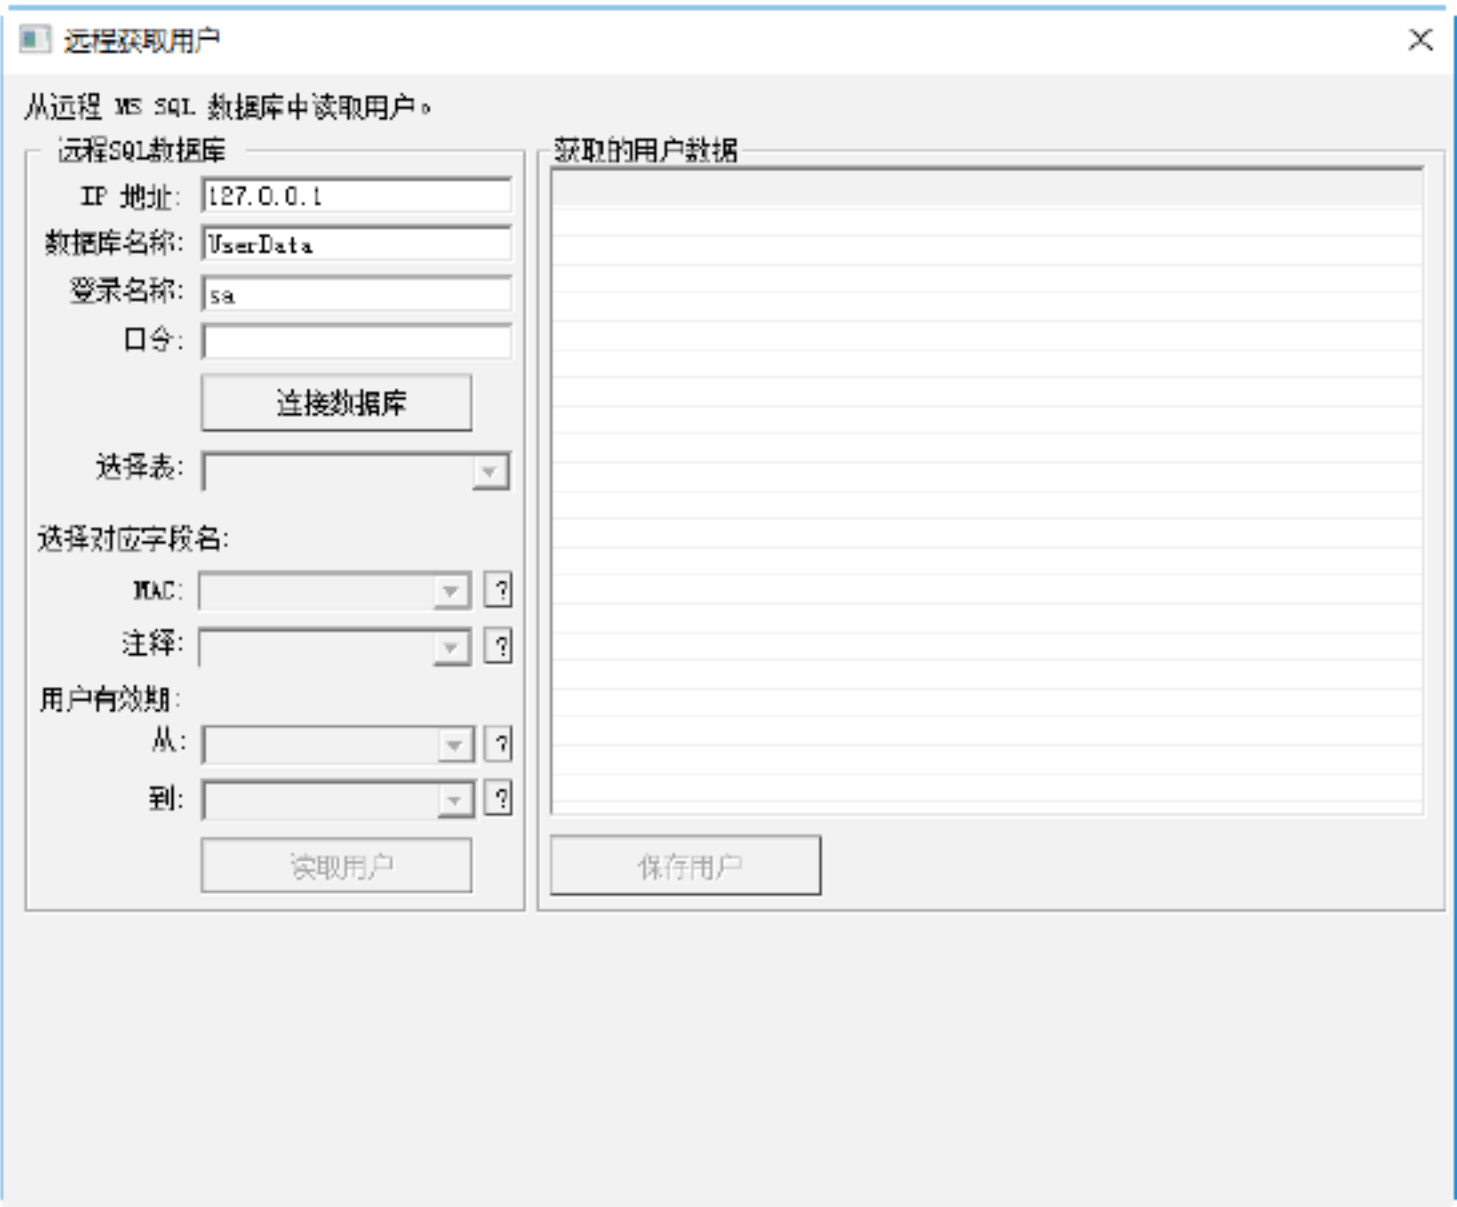 远程获取用户
从远程 MS SQL 数据库中读取用户。
远程SQL数据库
IP 地址: 127.0.0.1
数据库名称: UserData
登录名称: sa
口令:
连接数据库
选择表:
选择对应字段名:
MAC: ?
注释: ?
用户有效期:
从: ?
到: ?
读取用户
获取的用户数据
保存用户